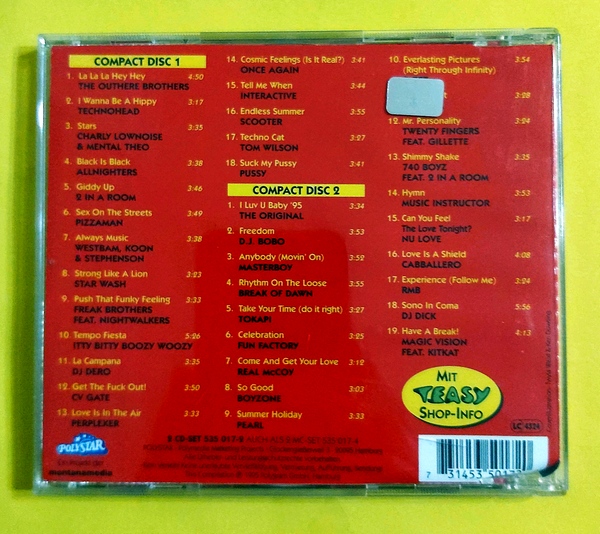 COMPACT DISC 1
1. La La La Hey Hey 4:50
THE OUTHERE BROTHERS
2. I Wanna Be A Hippy 3:17
TECHNOHEAD
3. Stars 3:35
CHARLY LOWNOISE
& MENTAL THEO
4. Black Is Black 3:38
ALLNIGHTERS
5. Giddy Up 3:46
2 IN A ROOM
6. Sex On The Streets 3:49
PIZZAMAN
7. Always Music 3:38
WESTBAM, KOON
& STEPHENSON
8. Strong Like A Lion 3:23
STAR WASH
9. Push That Funky Feeling 3:33
FREAK BROTHERS
FEAT. NIGHTWALKERS
10. Tempo Fiesta 5:26
ITTY BITTY BOOZY WOOZY
11. La Campana 3:35
DJ DERO
12. Get The Fuck Out! 3:50
CV GATE
13. Love Is In The Air 3:33
PERPLEXER
14. Cosmic Feelings (Is It Real?) 3:41
ONCE AGAIN
15. Tell Me When 3:44
INTERACTIVE
16. Endless Summer 3:55
SCOOTER
17. Techno Cat 3:27
TOM WILSON
18. Suck My Pussy 3:41
PUSSY
COMPACT DISC 2
1. I Luv U Baby '95 3:34
THE ORIGINAL
2. Freedom 3:53
D.J. BOBO
3. Anybody (Movin' On) 3:52
MASTERBOY
4. Rhythm On The Loose 3:55
BREAK OF DAWN
5. Take Your Time (do it right) 3:27
TOKAPI
6. Celebration 3:25
FUN FACTORY
7. Come And Get Your Love 3:12
REAL McCOY
8. So Good 3:03
BOYZONE
9. Summer Holiday 3:33
PEARL
10. Everlasting Pictures 3:54
(Right Through Infinity)
3:28
12. Mr. Personality 3:24
TWENTY FINGERS
FEAT. GILLETTE
13. Shimmy Shake 3:35
740 BOYZ
FEAT. 2 IN A ROOM
14. Hymn 3:53
MUSIC INSTRUCTOR
15. Can You Feel 3:17
The Love Tonight?
NU LOVE
16. Love Is A Shield 4:08
CABBALLERO
17. Experience (Follow Me) 3:24
RMB
18. Sono In Coma 5:56
DJ DICK
19. Have A Break! 4:13
MAGIC VISION
FEAT. KITKAT
MIT
TEASY
SHOP-INFO
LC 4324
POLYSTAR
montanamedia
2 CD-SET 535 017-2
7 31453 5017